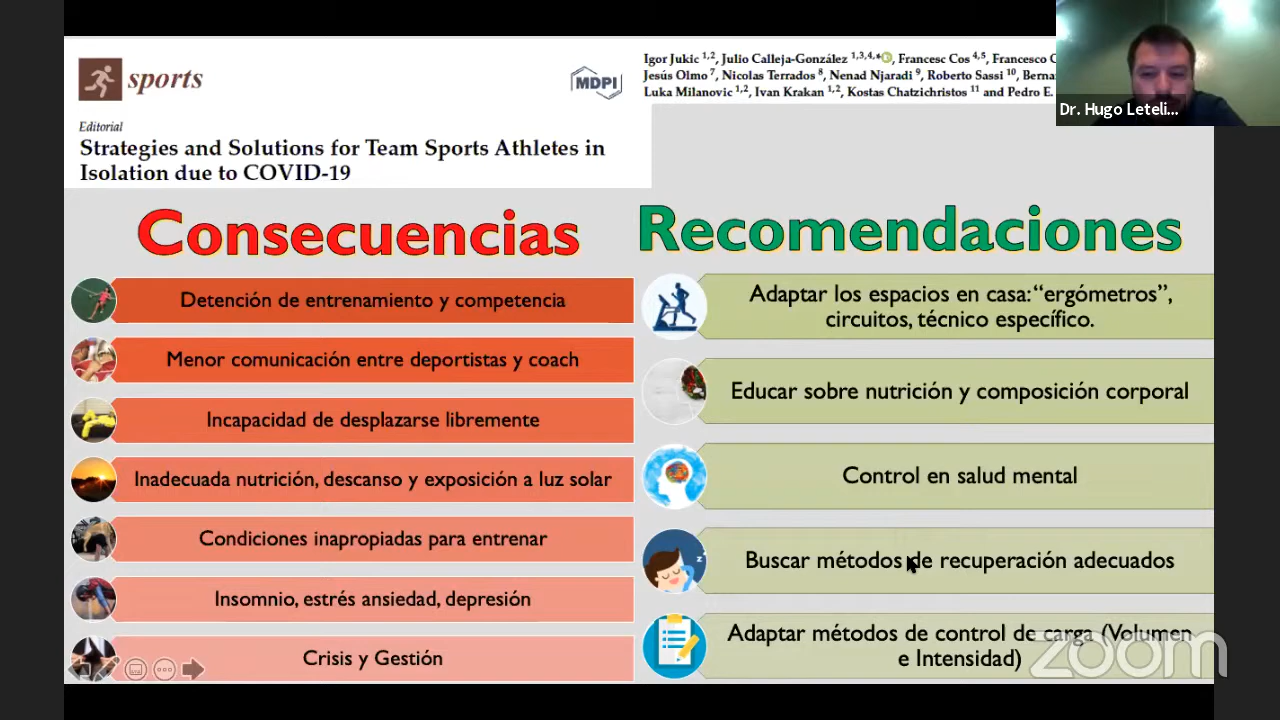 sports
MDPI
Igor Jukic 1,2, Julio Calleja-González 1,3,4,*, Francesc Cos 4,5, Francesco
Jesús Olmo 7, Nicolas Terrados 8, Nenad Njaradi 9, Roberto Sassi 10,
Luka Milanovic 1,2, Ivan Krakan 1,2, Kostas Chatzichristos 11 and Pedro E.
Dr. Hugo Leteli...
Editorial
Strategies and Solutions for Team Sports Athletes in
Isolation due to COVID-19
Consecuencias
Detención de entrenamiento y competencia
Menor comunicación entre deportistas y coach
Incapacidad de desplazarse libremente
Inadecuada nutrición, descanso y exposición a luz solar
Condiciones inapropiadas para entrenar
Insomnio, estrés ansiedad, depresión
Crisis y Gestión
Recomendaciones
Adaptar los espacios en casa: “ergómetros”,
circuitos, técnico específico.
Educar sobre nutrición y composición corporal
Control en salud mental
Buscar métodos de recuperación adecuados
Adaptar métodos de control de carga (Volumen
e Intensidad)
zoom